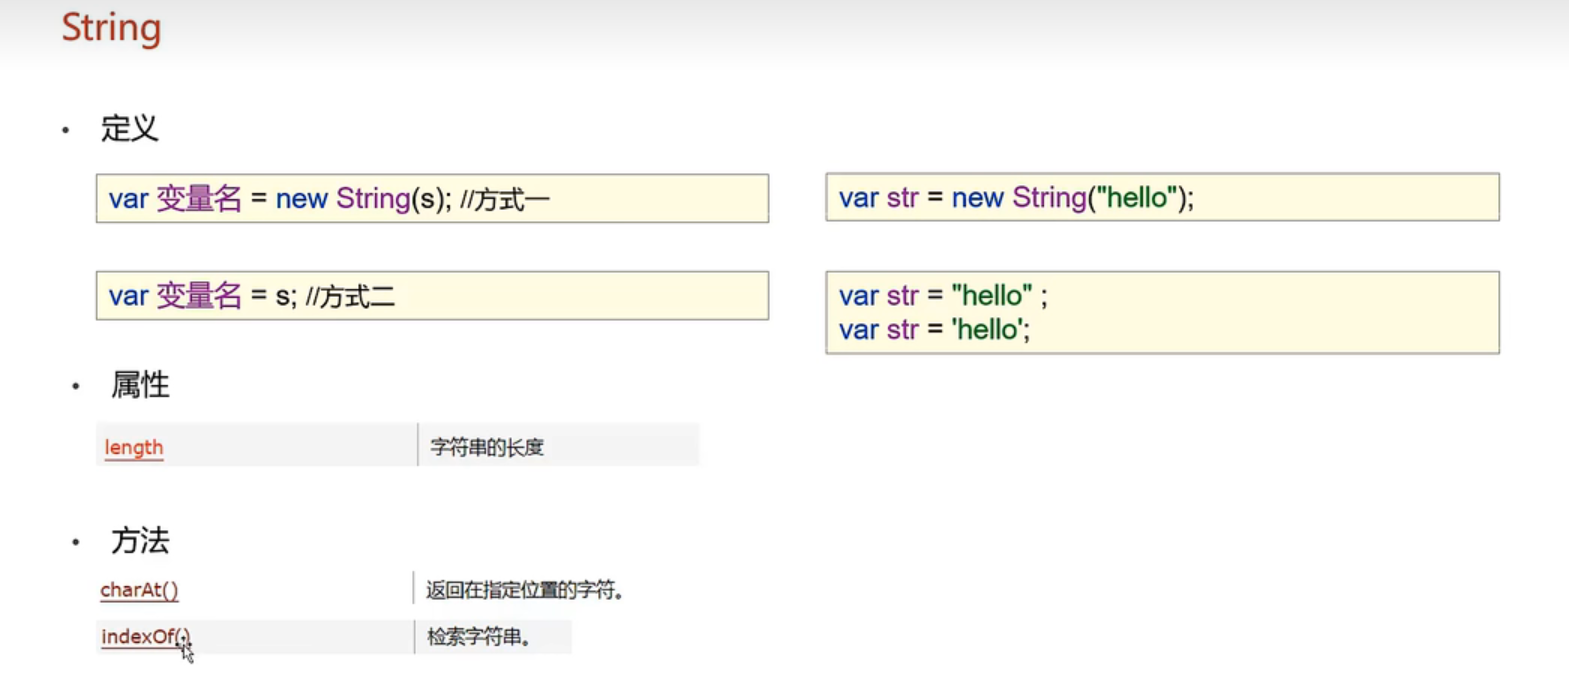 String
• 定义
var 变量名 = new String(s); //方式一
var str = new String("hello");
var 变量名 = s; //方式二
var str = "hello" ;
var str = 'hello';
• 属性
length 字符串的长度
• 方法
charAt() 返回在指定位置的字符。
indexOf() 检索字符串。